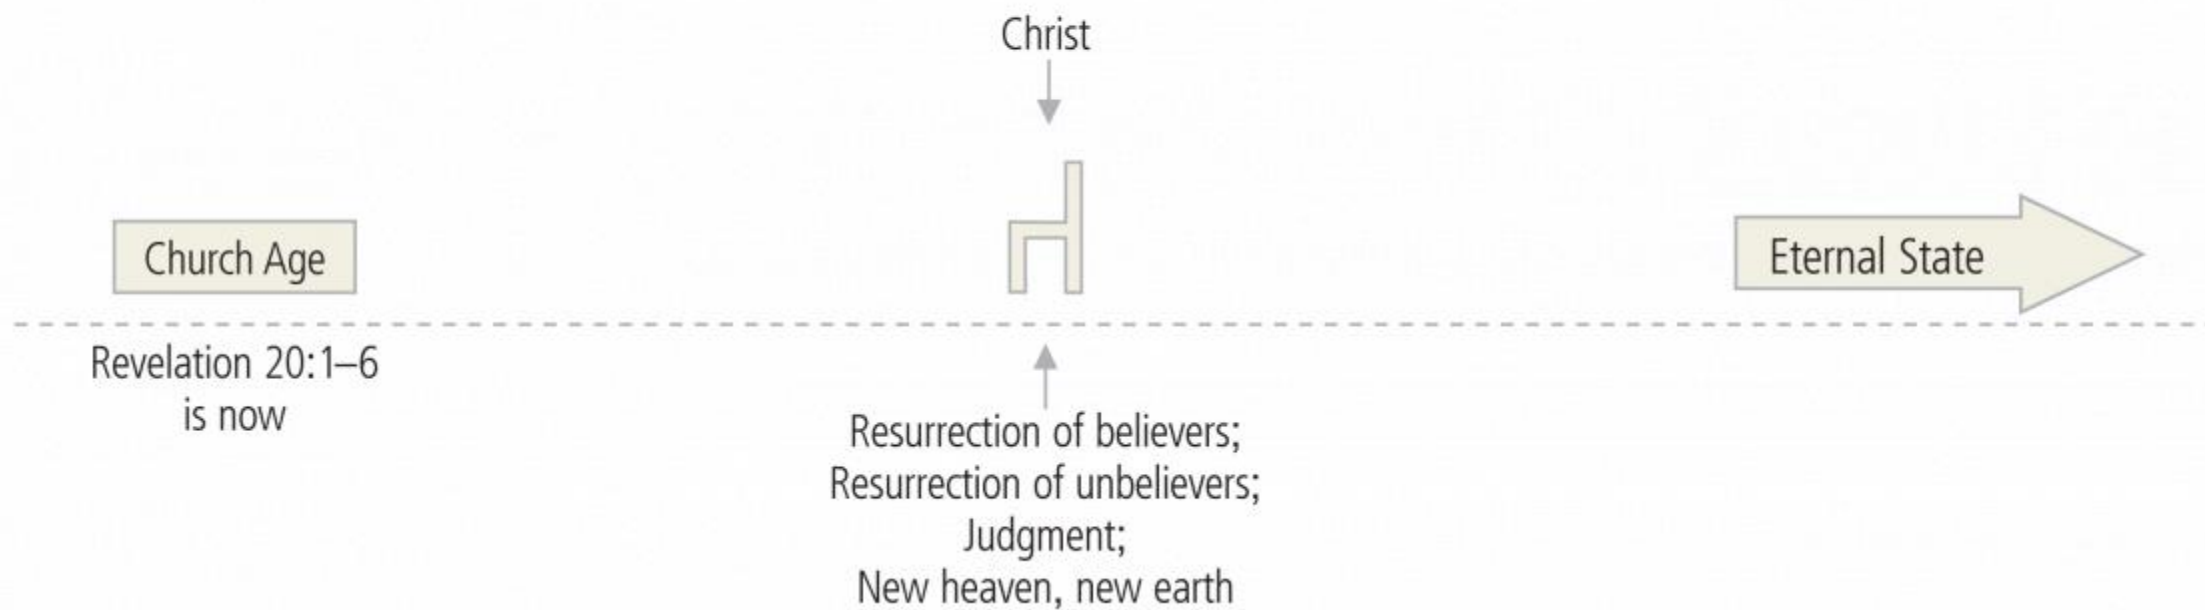 Christ
Church Age
Eternal State
Revelation 20:1–6
is now
Resurrection of believers;
Resurrection of unbelievers;
Judgment;
New heaven, new earth